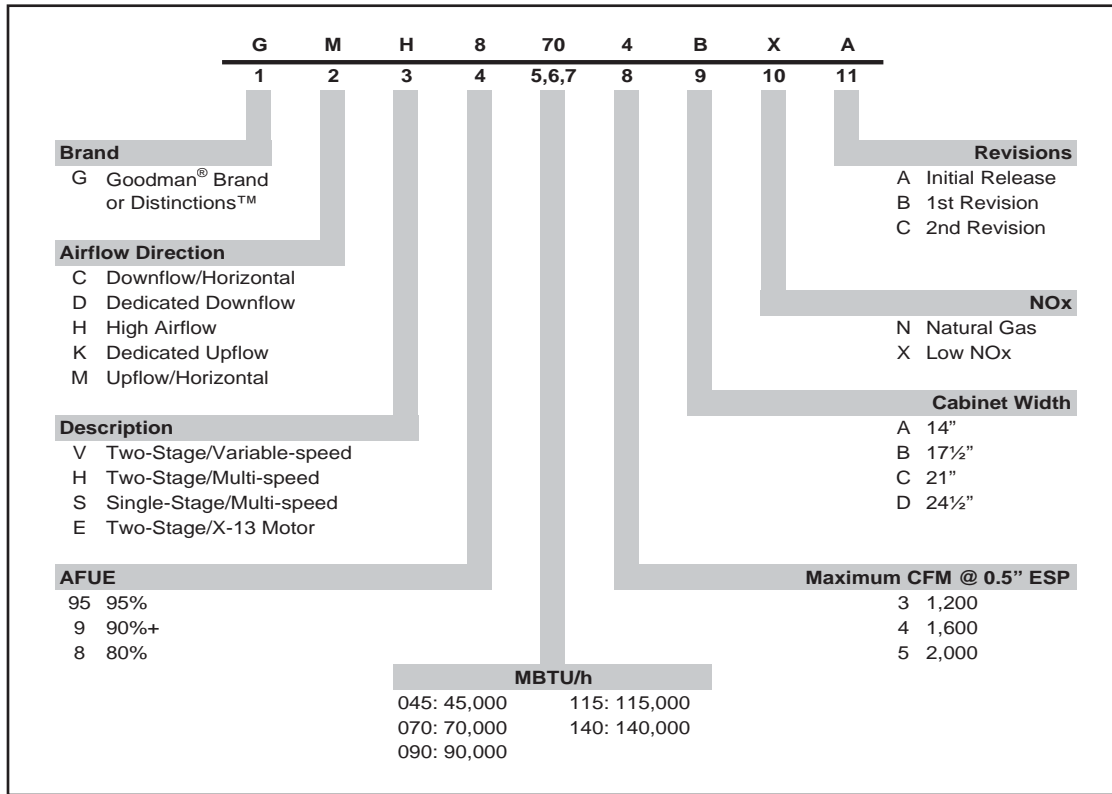 G M H 8 70 4 B X A
1 2 3 4 5,6,7 8 9 10 11
Brand
G Goodman® Brand
or Distinctions™
Airflow Direction
C Downflow/Horizontal
D Dedicated Downflow
H High Airflow
K Dedicated Upflow
M Upflow/Horizontal
Description
V Two-Stage/Variable-speed
H Two-Stage/Multi-speed
S Single-Stage/Multi-speed
E Two-Stage/X-13 Motor
AFUE
95 95%
9 90%+
8 80%
MBTU/h
045: 45,000 115: 115,000
070: 70,000 140: 140,000
090: 90,000
Revisions
A Initial Release
B 1st Revision
C 2nd Revision
NOx
N Natural Gas
X Low NOx
Cabinet Width
A 14”
B 17½”
C 21”
D 24½”
Maximum CFM @ 0.5” ESP
3 1,200
4 1,600
5 2,000